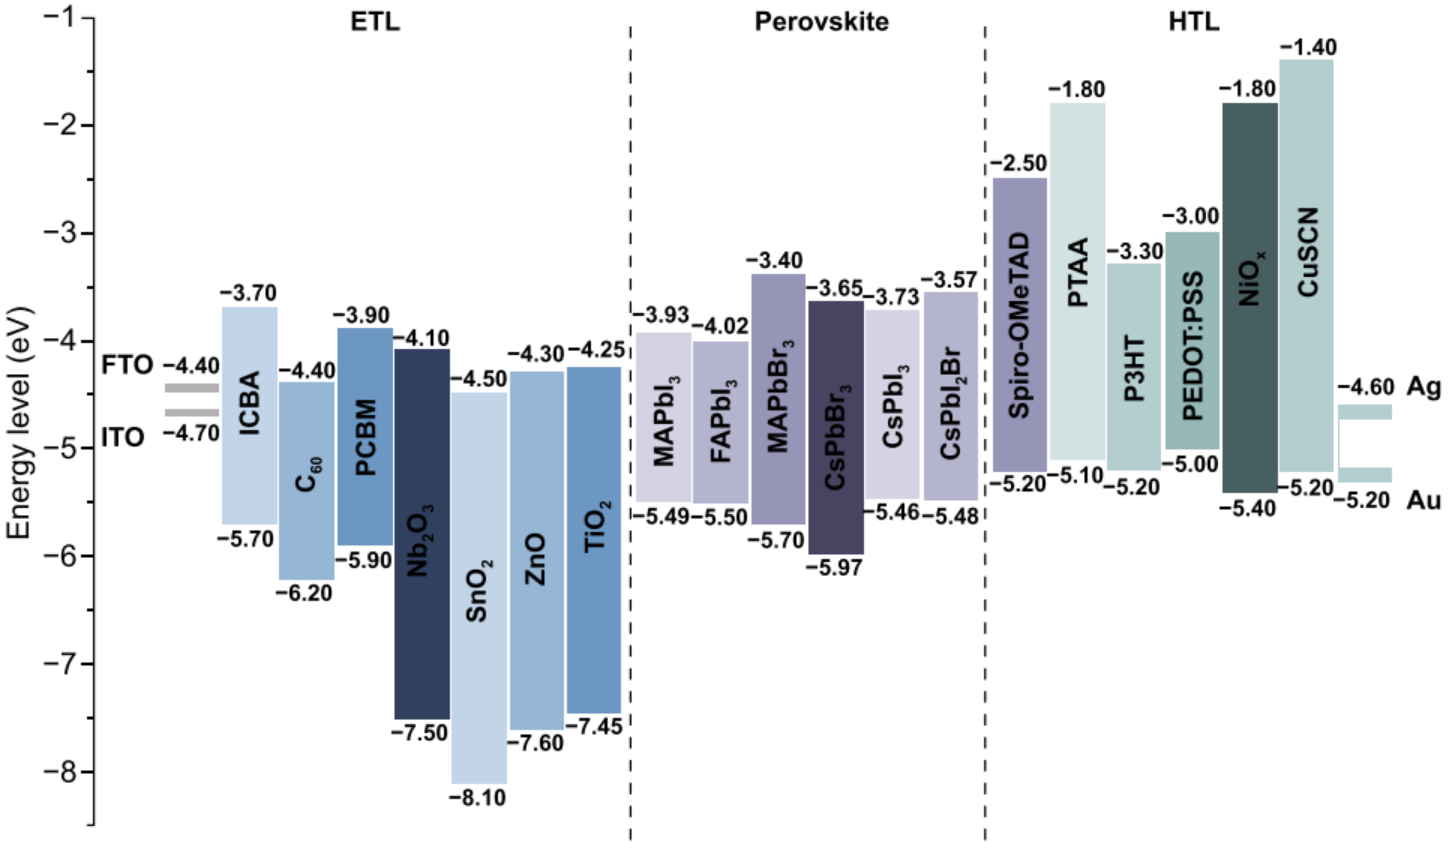 ETL
Perovskite
HTL
Energy level (eV)
−1
−2
−3
−4
−5
−6
−7
−8
FTO
−4.40
ITO
−4.70
−3.70
ICBA
−5.70
−4.40
C₆₀
−6.20
−3.90
PCBM
−5.90
−4.10
Nb₂O₃
−7.50
−4.50
SnO₂
−8.10
−4.30
ZnO
−7.60
−4.25
TiO₂
−7.45
−3.93
MAPbI₃
−5.49
−4.02
FAPbI₃
−5.50
−3.40
MAPbBr₃
−5.70
−3.65
CsPbBr₃
−5.97
−3.73
CsPbI₃
−5.46
−3.57
CsPbI₂Br
−5.48
−2.50
Spiro-OMeTAD
−5.20
−1.80
PTAA
−5.10
−3.30
P3HT
−5.20
−3.00
PEDOT:PSS
−5.00
−1.80
NiOₓ
−5.40
−1.40
CuSCN
−5.20
−4.60
Ag
−5.20
Au